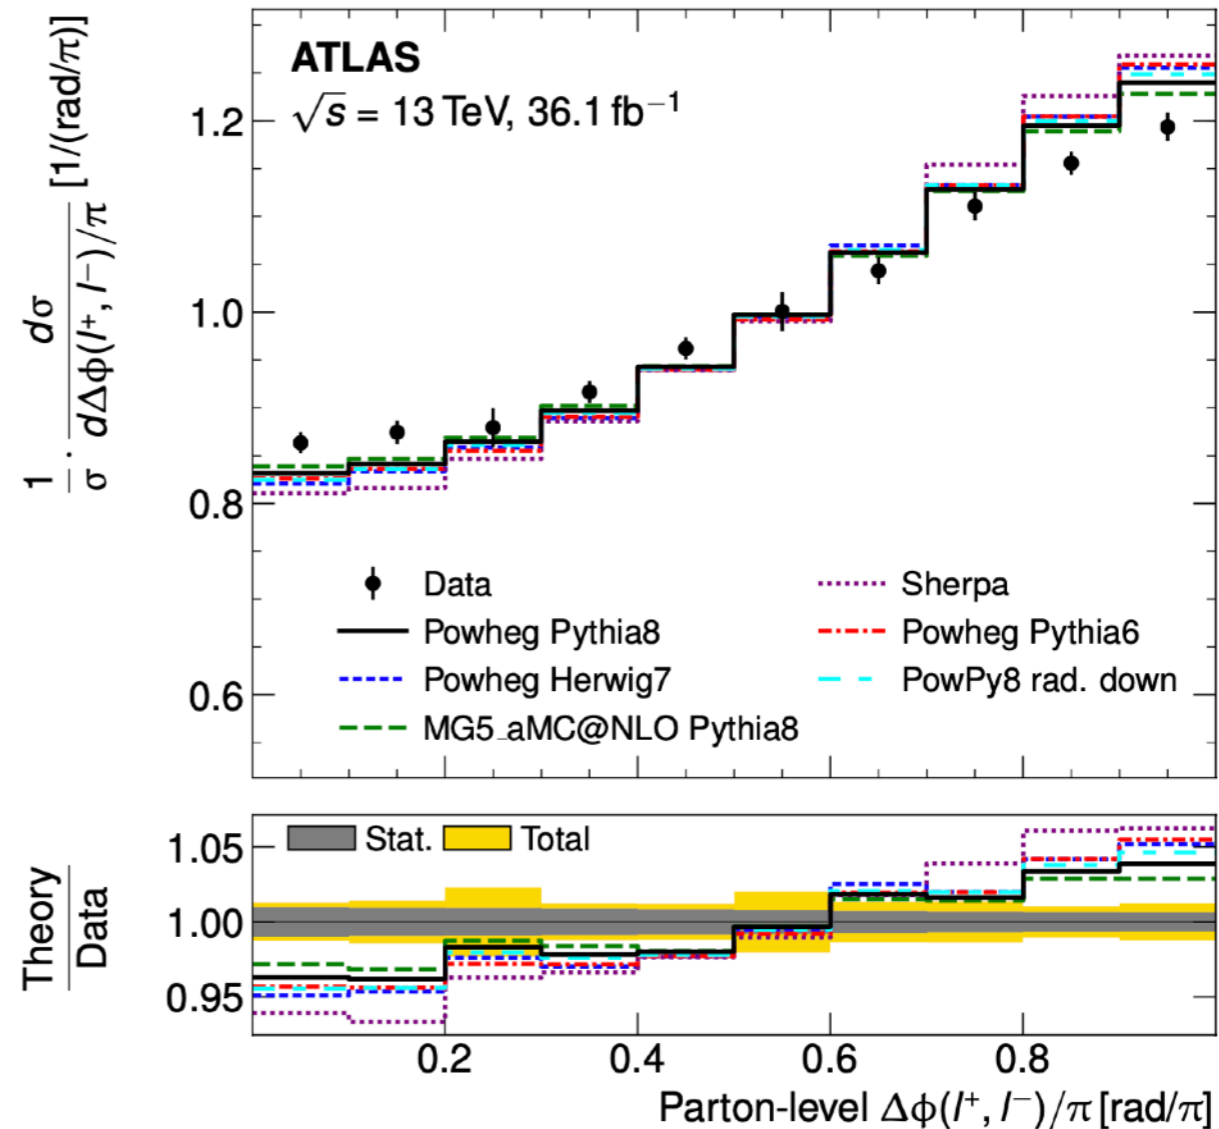 ATLAS
√s = 13 TeV, 36.1 fb⁻¹
1/σ · dσ/dΔϕ(l⁺, l⁻)/π [1/(rad/π)]
1.2
1.0
0.8
0.6
Data
Powheg Pythia8
Powheg Herwig7
MG5_aMC@NLO Pythia8
Sherpa
Powheg Pythia6
PowPy8 rad. down
Theory
Data
1.05
1.00
0.95
Stat.
Total
0.2 0.4 0.6 0.8
Parton-level Δϕ(l⁺, l⁻)/π [rad/π]